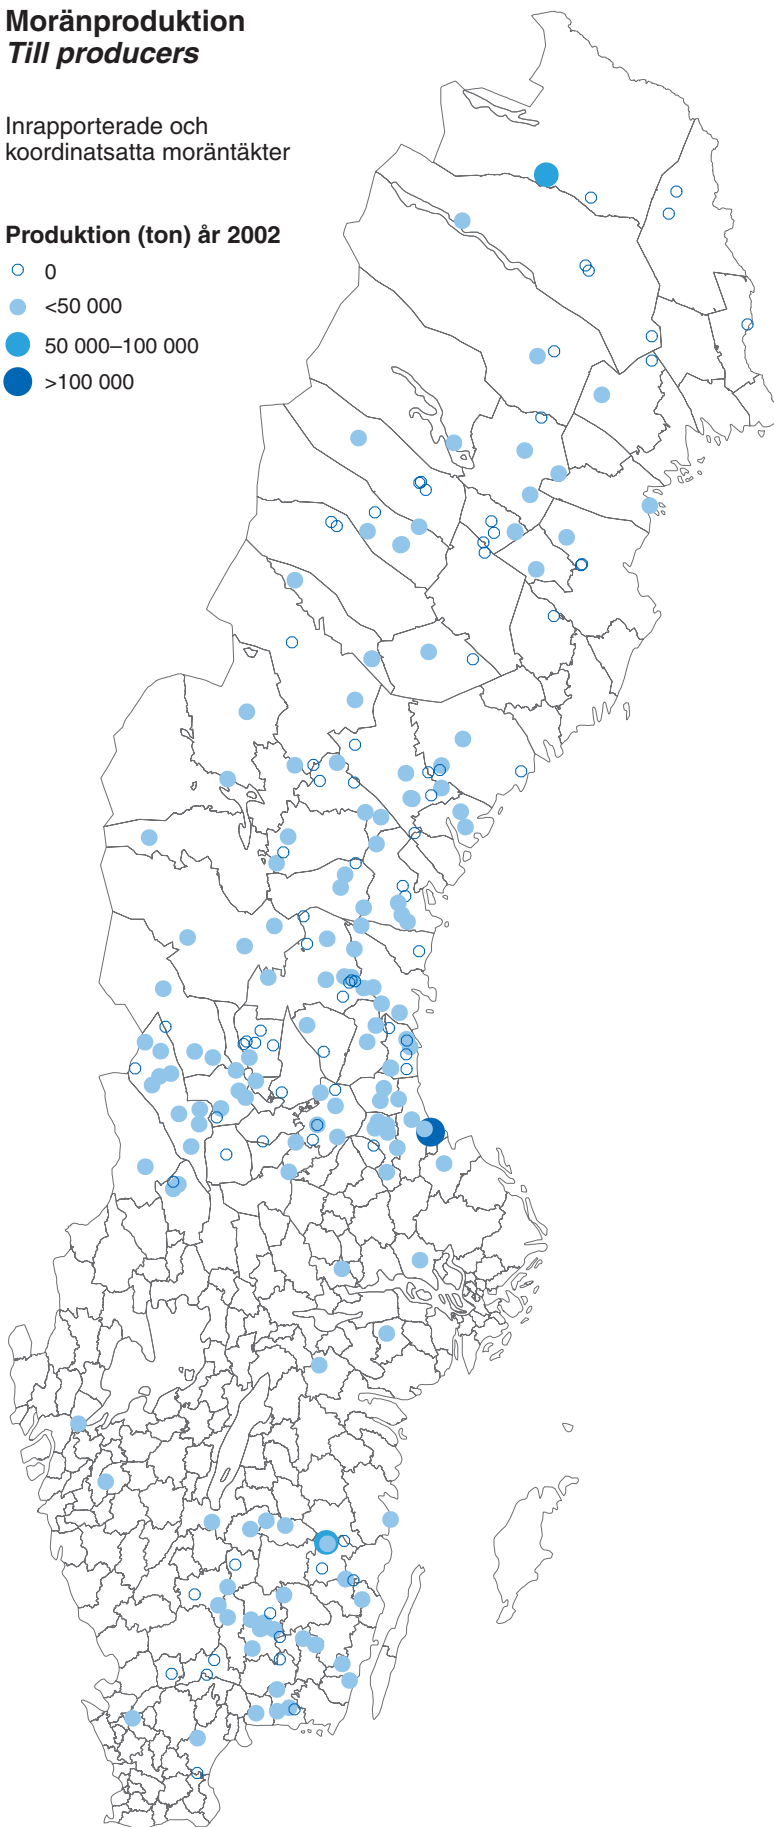 Moränproduktion
Till producers
Inrapporterade och
koordinatsatta moräntäkter
Produktion (ton) år 2002
0
<50 000
50 000–100 000
>100 000